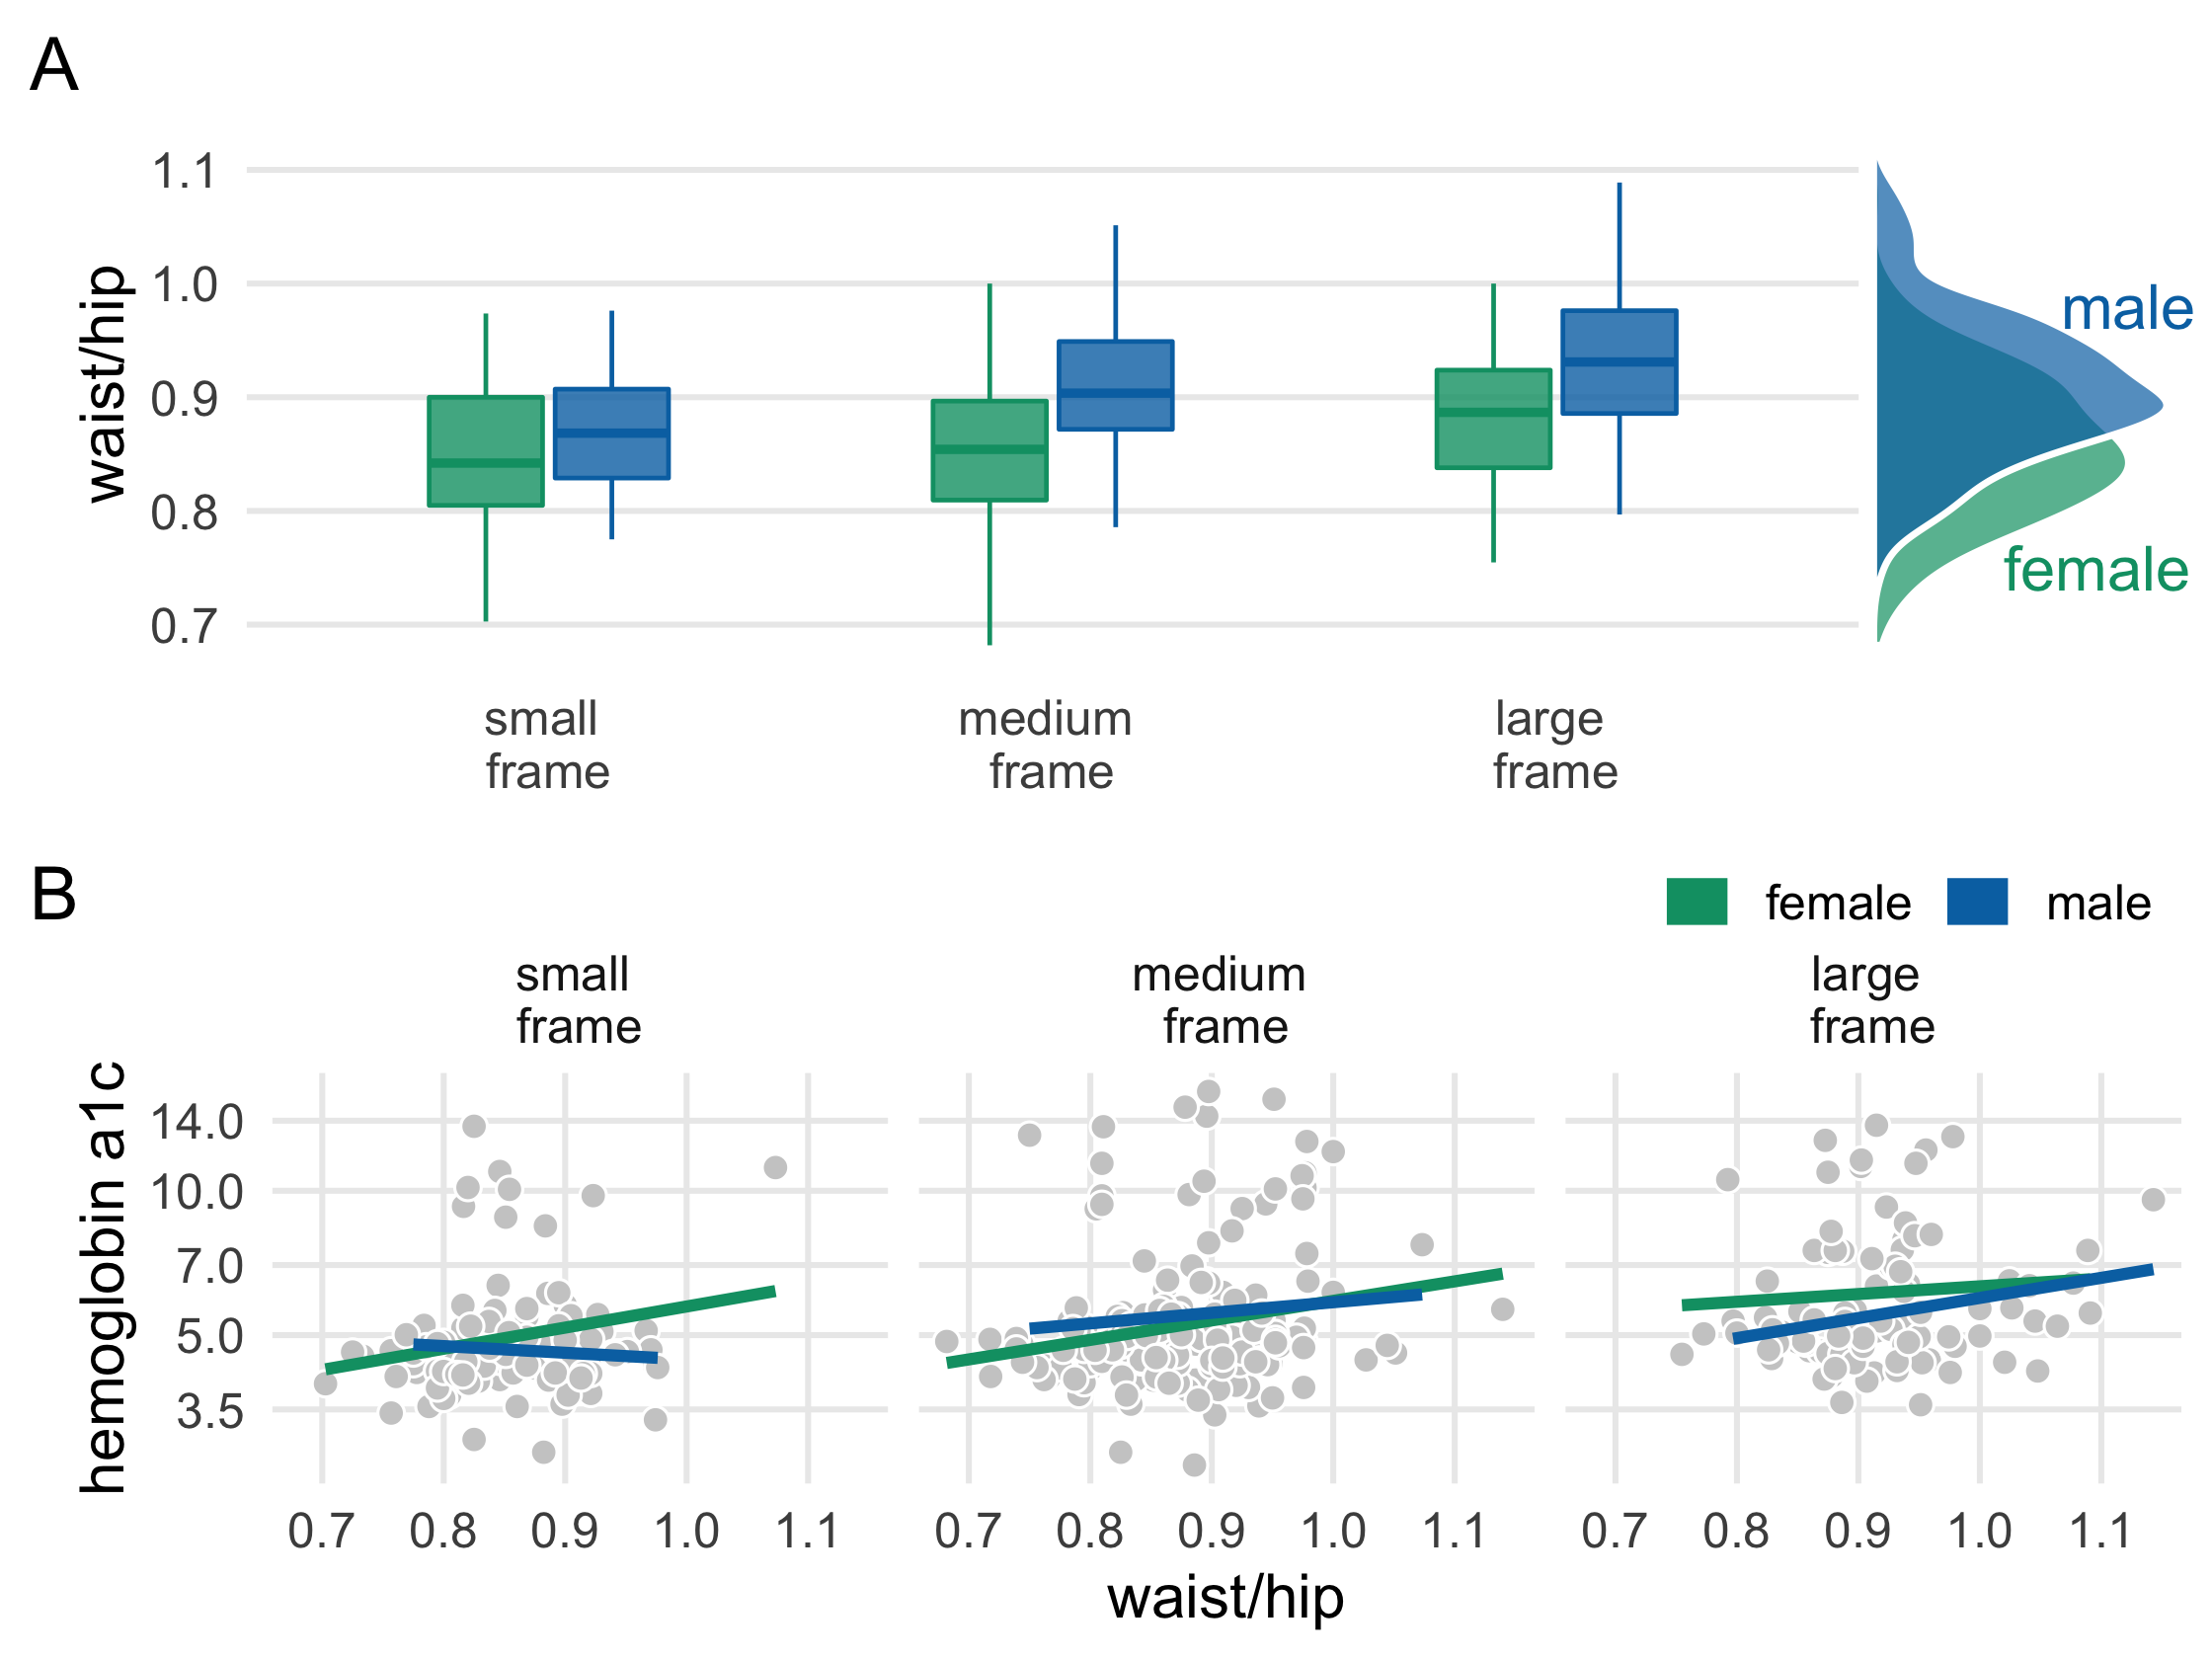 A
1.1
1.0
0.9
0.8
0.7
waist/hip
male
female
small
frame
medium
frame
large
frame
B
female
male
small
frame
medium
frame
large
frame
hemoglobin a1c
14.0
10.0
7.0
5.0
3.5
0.7 0.8 0.9 1.0 1.1
0.7 0.8 0.9 1.0 1.1
0.7 0.8 0.9 1.0 1.1
waist/hip